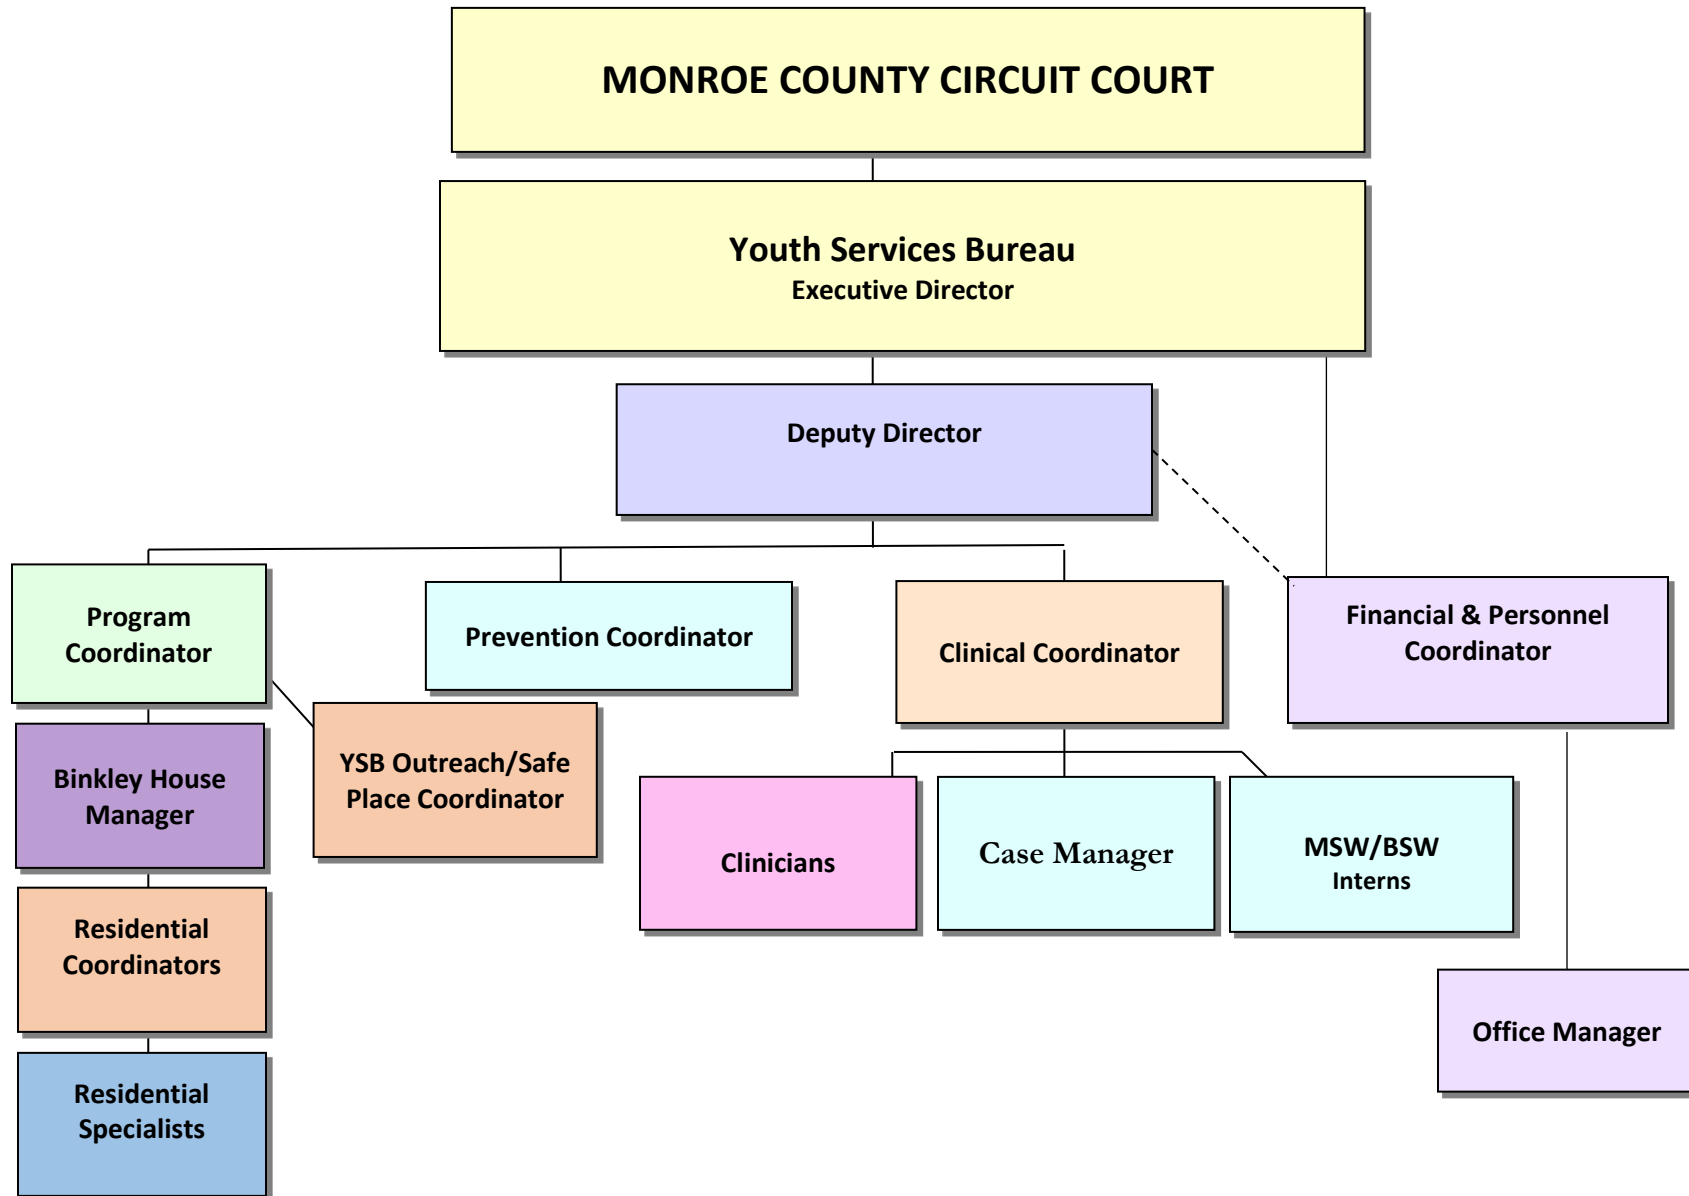 MONROE COUNTY CIRCUIT COURT
Youth Services Bureau
Executive Director
Deputy Director
Program
Coordinator
Prevention Coordinator
Clinical Coordinator
Financial & Personnel
Coordinator
Binkley House
Manager
YSB Outreach/Safe
Place Coordinator
Clinicians
Case Manager
MSW/BSW
Interns
Residential
Coordinators
Office Manager
Residential
Specialists